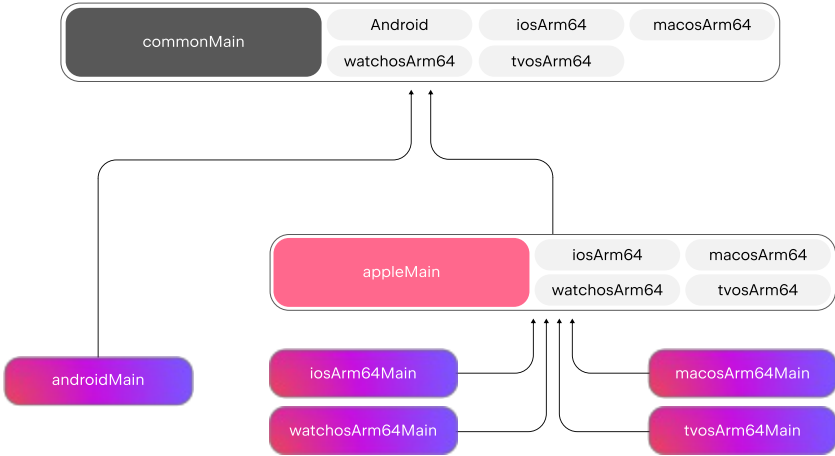 commonMain
Android
iosArm64
macosArm64
watchosArm64
tvosArm64
appleMain
iosArm64
macosArm64
watchosArm64
tvosArm64
androidMain
iosArm64Main
macosArm64Main
watchosArm64Main
tvosArm64Main